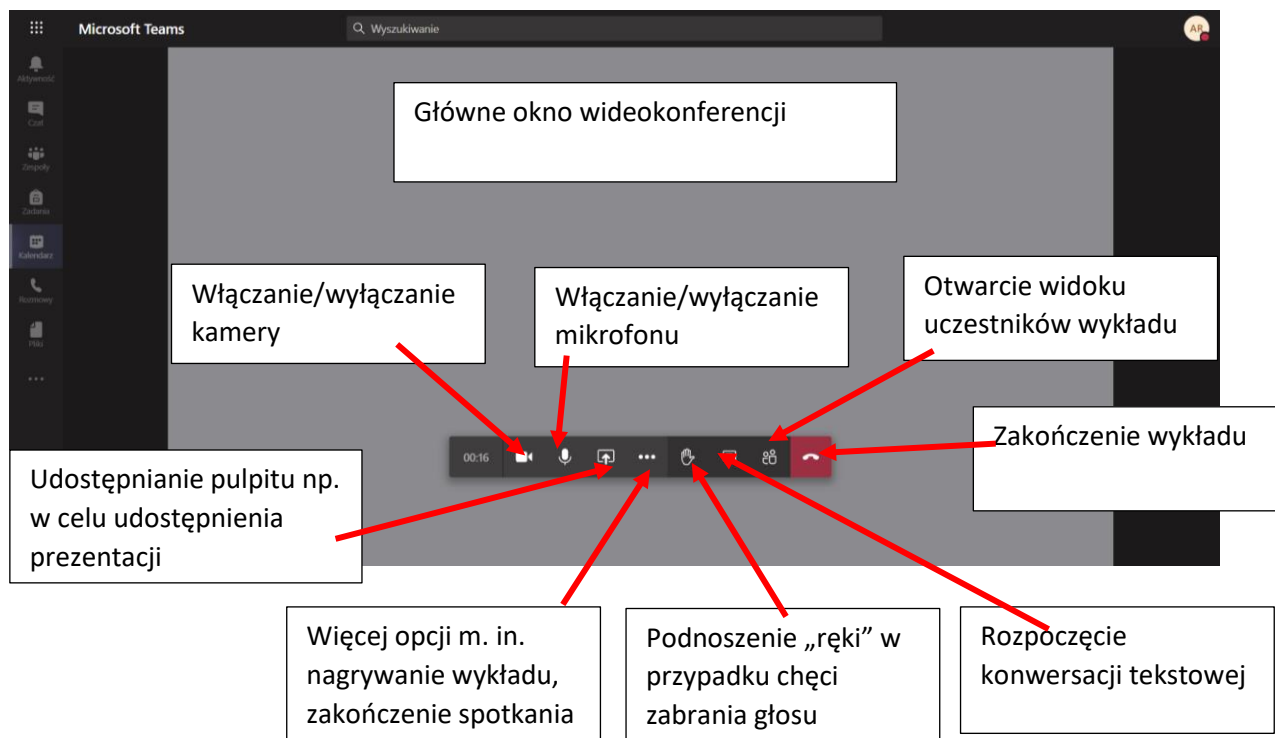 Microsoft Teams
Wyszukiwanie
AR
Aktywność
Czat
Zespoły
Zadania
Kalendarz
Rozmowy
Pliki
Główne okno wideokonferencji
Włączanie/wyłączanie
kamery
Włączanie/wyłączanie
mikrofonu
Otwarcie widoku
uczestników wykładu
00:16
Zakończenie wykładu
Udostępnianie pulpitu np.
w celu udostępnienia
prezentacji
Więcej opcji m. in.
nagrywanie wykładu,
zakończenie spotkania
Podnoszenie „ręki” w
przypadku chęci
zabrania głosu
Rozpoczęcie
konwersacji tekstowej